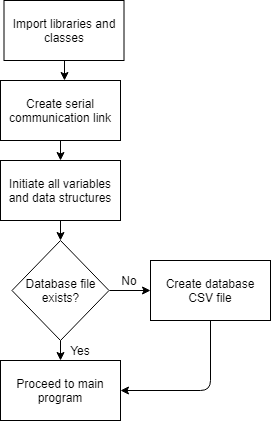 Import libraries and
classes
Create serial
communication link
Initiate all variables
and data structures
Database file
exists?
No
Create database
CSV file
Yes
Proceed to main
program